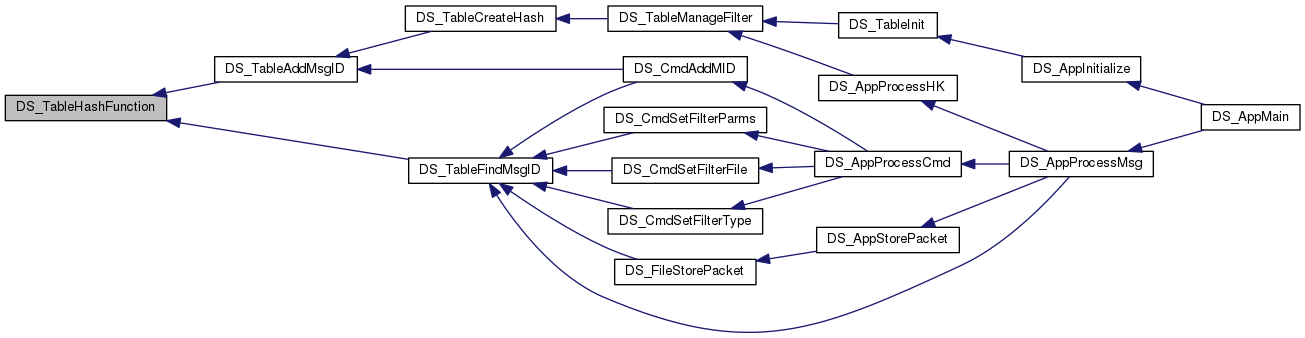 DS_TableHashFunction
DS_TableAddMsgID
DS_TableCreateHash
DS_TableManageFilter
DS_TableInit
DS_AppInitialize
DS_AppMain
DS_AppProcessHK
DS_AppProcessMsg
DS_CmdAddMID
DS_AppProcessCmd
DS_TableFindMsgID
DS_CmdSetFilterParms
DS_CmdSetFilterFile
DS_CmdSetFilterType
DS_FileStorePacket
DS_AppStorePacket